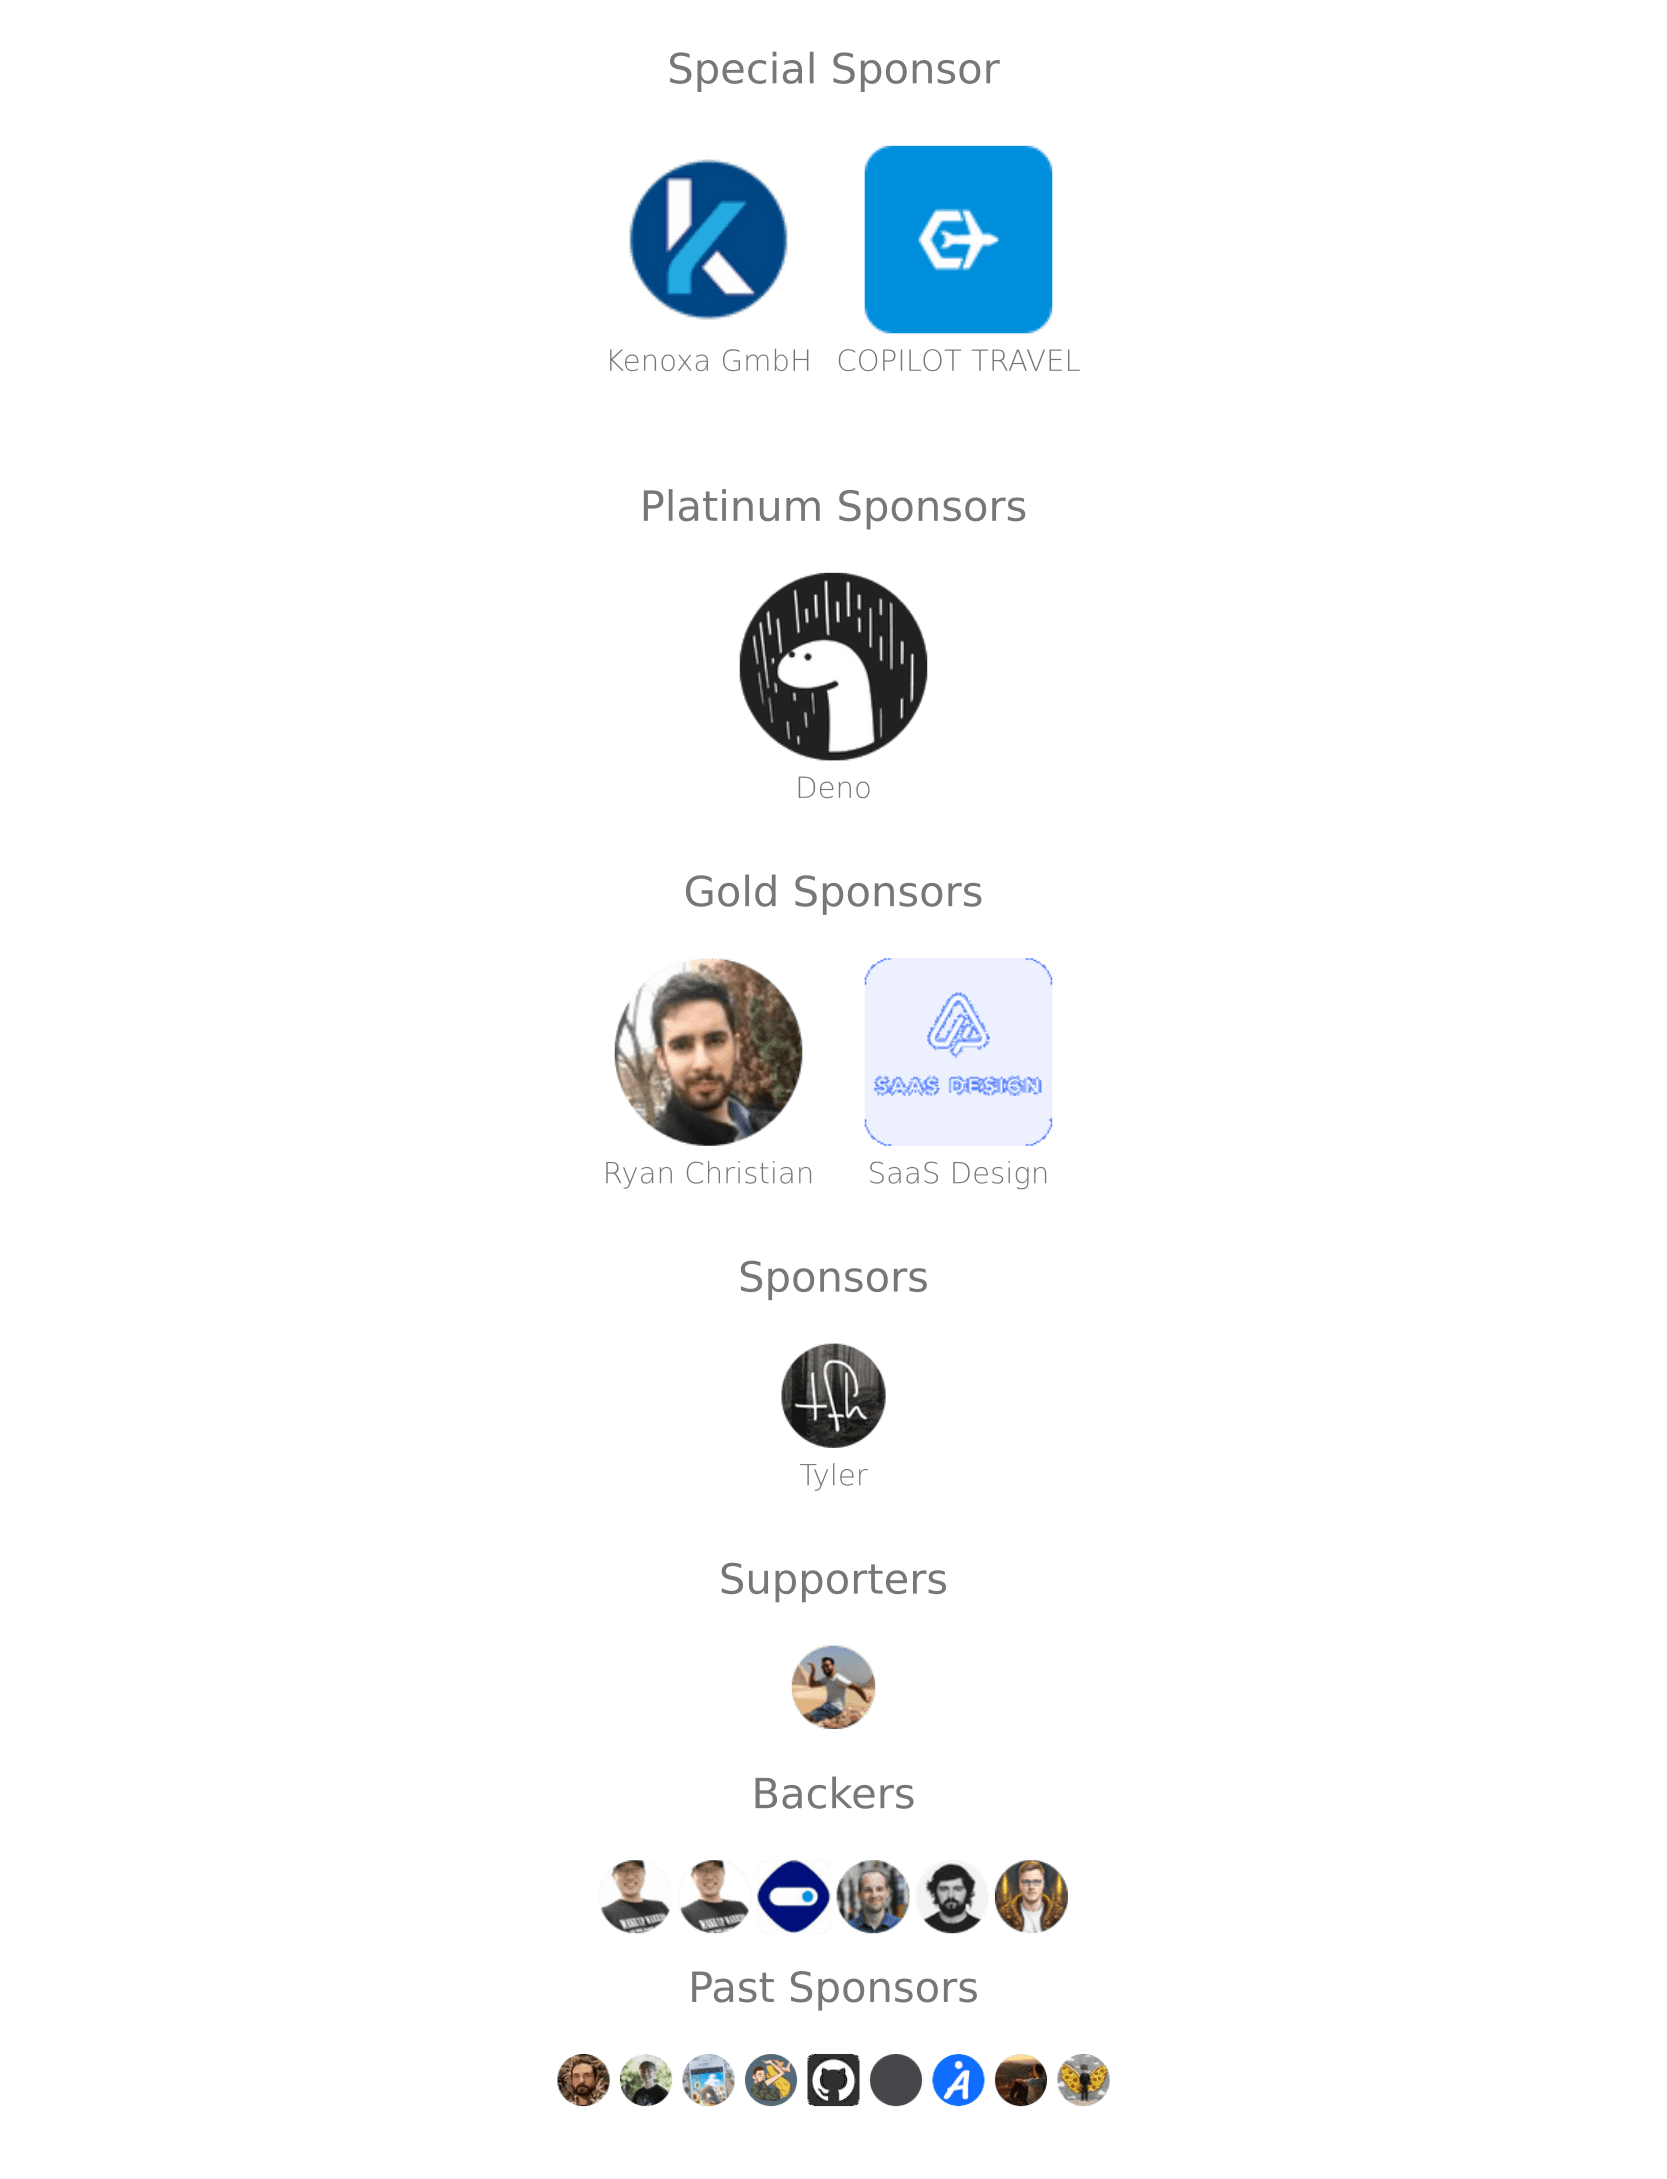 Special Sponsor
Kenoxa GmbH COPILOT TRAVEL
Platinum Sponsors
Deno
Gold Sponsors
SAAS DESIGN
Ryan Christian SaaS Design
Sponsors
tfh
Tyler
Supporters
Backers
Past Sponsors